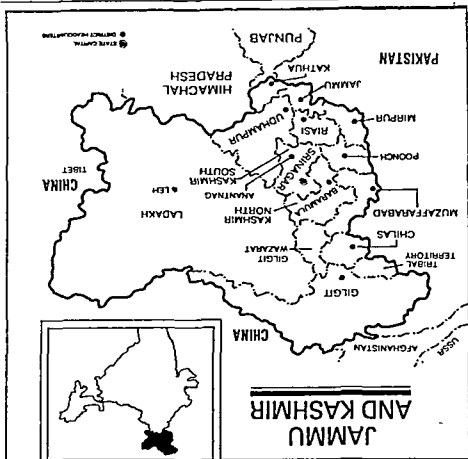 JAMMU
AND KASHMIR
USSR
AFGHANISTAN
CHINA
GILGIT
TRIBAL
TERRITORY
CHILAS
GILGIT
WAZARAT
MUZAFFARABAD
BARAMULA
KASHMIR
NORTH
LADAKH
LEH
CHINA
TIBET
SRINAGAR
ANANTNAG
KASHMIR
SOUTH
POONCH
RIASI
UDHAMPUR
MIRPUR
JAMMU
KATHUA
HIMACHAL
PRADESH
PAKISTAN
PUNJAB
STATE CAPITAL
DISTRICT HEADQUARTERS